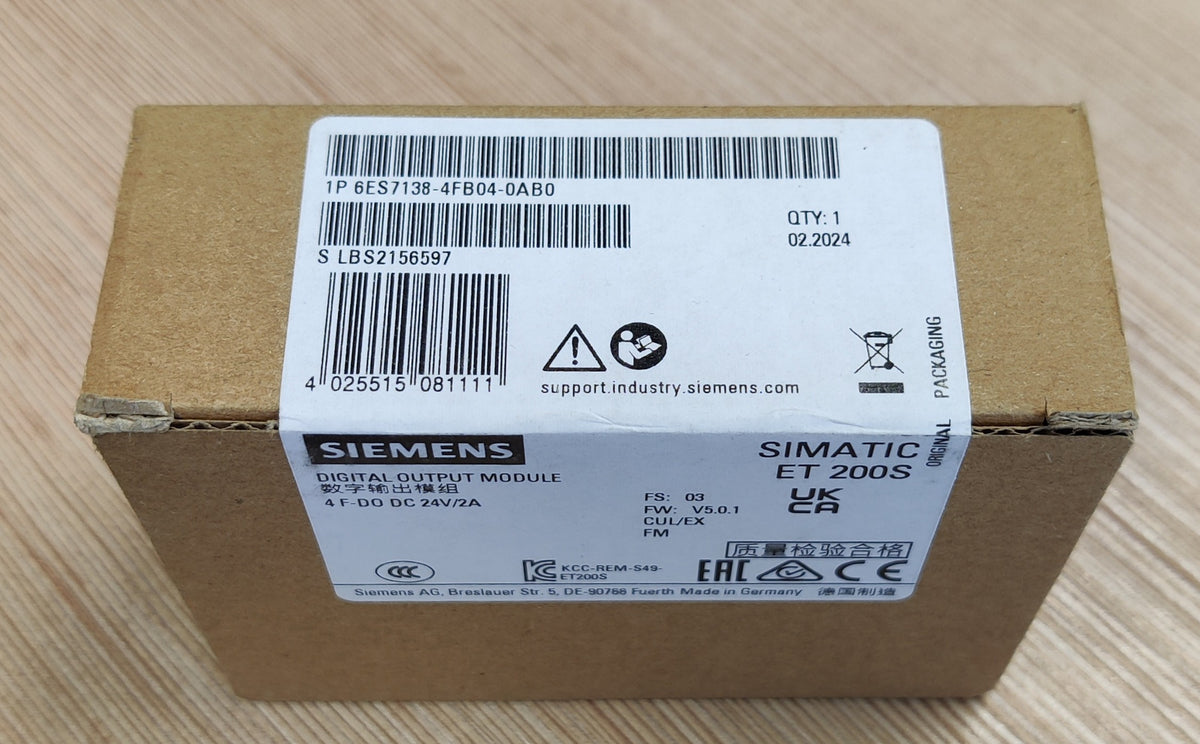 1P 6ES7138-4FB04-0AB0
QTY: 1
02.2024
S LBS2156597
4 025515 081111
support.industry.siemens.com
ORIGINAL PACKAGING
SIEMENS
SIMATIC
ET 200S
DIGITAL OUTPUT MODULE
数字输出模组
4 F-DO DC 24V/2A
FS: 03
FW: V5.0.1
CUL/EX
FM
UK
CA
质量检验合格
CCC
KC
KCC-REM-S49-
ET200S
EAC
CE
Siemens AG, Breslauer Str. 5, DE-90766 Fuerth Made in Germany 德国制造